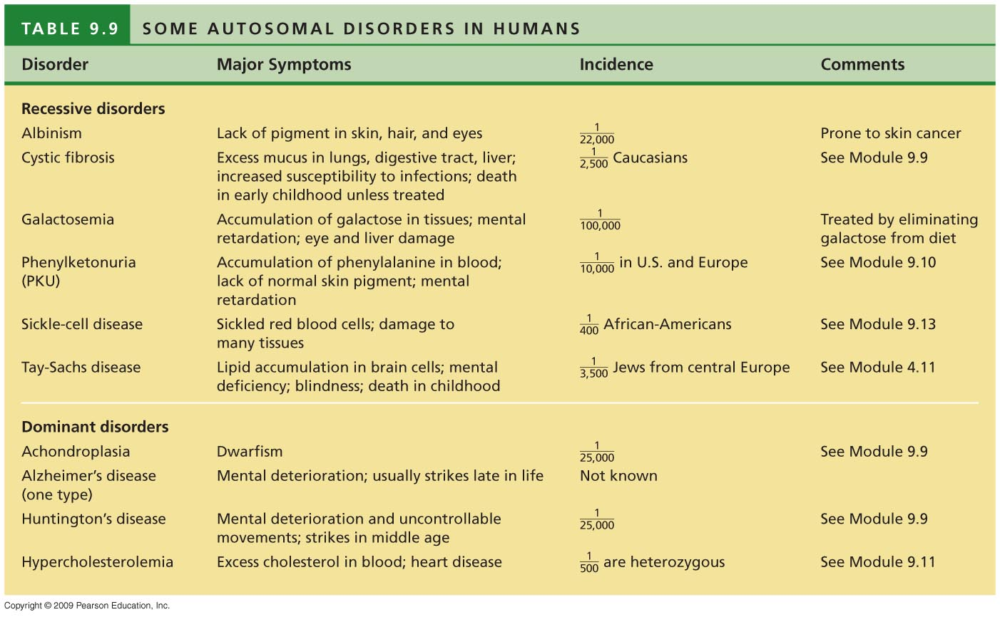 TABLE 9.9 SOME AUTOSOMAL DISORDERS IN HUMANS
Disorder Major Symptoms Incidence Comments
Recessive disorders
Albinism Lack of pigment in skin, hair, and eyes 1/22,000 Prone to skin cancer
Cystic fibrosis Excess mucus in lungs, digestive tract, liver; 1/2,500 Caucasians See Module 9.9
increased susceptibility to infections; death
in early childhood unless treated
Galactosemia Accumulation of galactose in tissues; mental 1/100,000 Treated by eliminating
retardation; eye and liver damage galactose from diet
Phenylketonuria Accumulation of phenylalanine in blood; 1/10,000 in U.S. and Europe See Module 9.10
(PKU) lack of normal skin pigment; mental
retardation
Sickle-cell disease Sickled red blood cells; damage to 1/400 African-Americans See Module 9.13
many tissues
Tay-Sachs disease Lipid accumulation in brain cells; mental 1/3,500 Jews from central Europe See Module 4.11
deficiency; blindness; death in childhood
Dominant disorders
Achondroplasia Dwarfism 1/25,000 See Module 9.9
Alzheimer's disease Mental deterioration; usually strikes late in life Not known
(one type)
Huntington's disease Mental deterioration and uncontrollable 1/25,000 See Module 9.9
movements; strikes in middle age
Hypercholesterolemia Excess cholesterol in blood; heart disease 1/500 are heterozygous See Module 9.11
Copyright © 2009 Pearson Education, Inc.